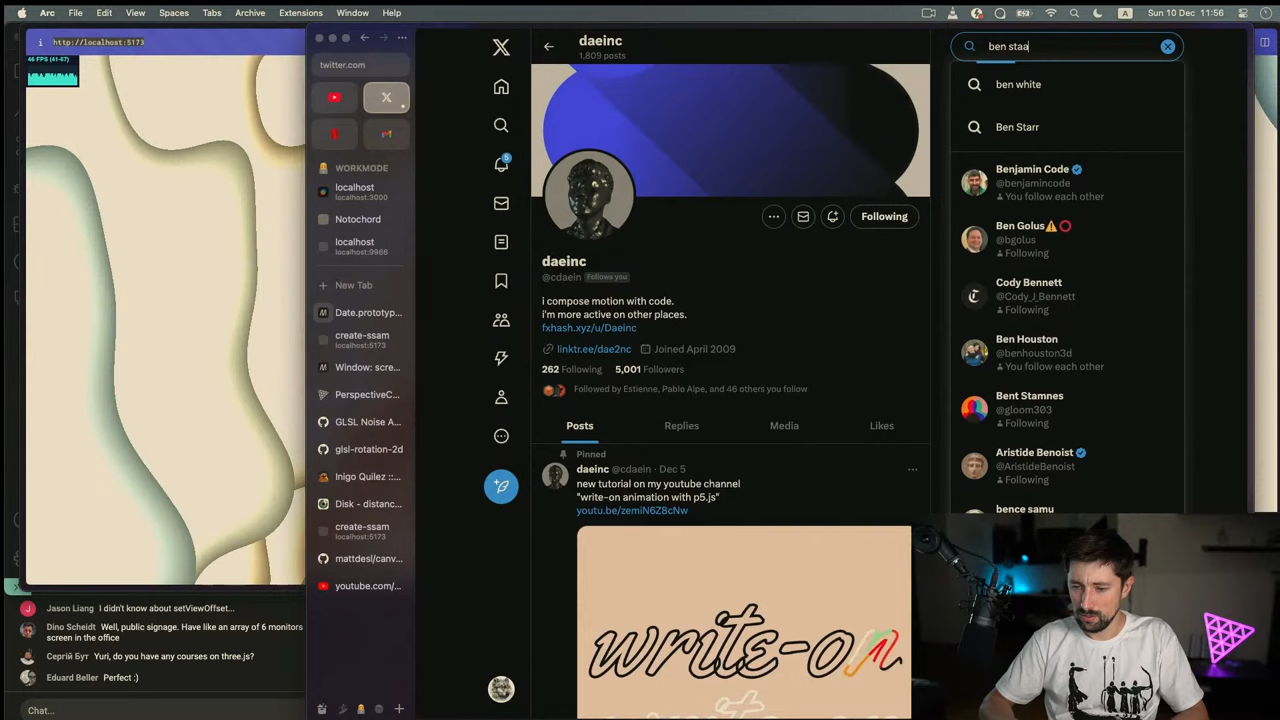 Arc File Edit View Spaces Tabs Archive Extensions Window Help
A Sun 10 Dec 11:56
http://localhost:5173
46 FPS (41-67)
Jason Liang I didn't know about setViewOffset...
Dino Scheidt Well, public signage. Have like an array of 6 monitors
screen in the office
Сергій Бут Yuri, do you have any courses on three.js?
Eduard Beller Perfect :)
Chat...
twitter.com
WORKMODE
localhost
localhost:3000
Notochord
localhost
localhost:9966
New Tab
Date.prototyp...
create-ssam
localhost:5173
Window: scre...
PerspectiveC...
GLSL Noise A...
glsl-rotation-2d
Inigo Quilez ::...
Disk - distanc...
create-ssam
localhost:5173
mattdesl/canv...
youtube.com/...
5
daeinc
1,809 posts
Following
daeinc
@cdaein Follows you
i compose motion with code.
i'm more active on other places.
fxhash.xyz/u/Daeinc
linktr.ee/dae2nc Joined April 2009
262 Following 5,001 Followers
Followed by Estienne, Pablo Alpe, and 46 others you follow
Posts Replies Media Likes
Pinned
daeinc @cdaein · Dec 5
new tutorial on my youtube channel
"write-on animation with p5.js"
youtu.be/zemiN6Z8cNw
write-on
ben staa
ben white
Ben Starr
Benjamin Code
@benjamincode
You follow each other
Ben Golus⚠️⭕
@bgolus
Following
Cody Bennett
@Cody_J_Bennett
Following
Ben Houston
@benhouston3d
You follow each other
Bent Stamnes
@gloom303
Following
Aristide Benoist
@AristideBenoist
Following
bence samu